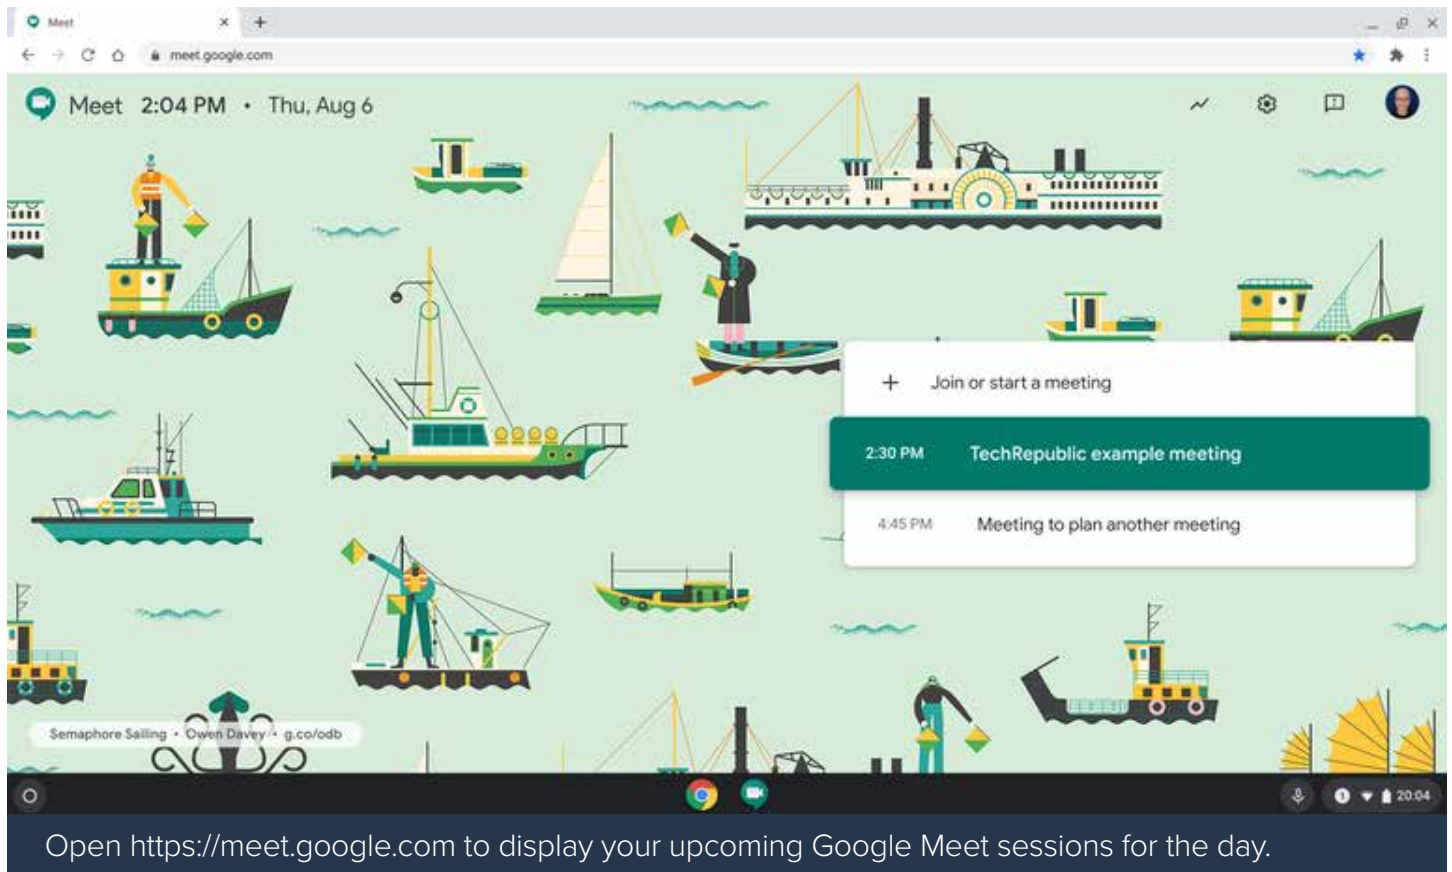 Meet
meet.google.com
Meet 2:04 PM • Thu, Aug 6
+ Join or start a meeting
2:30 PM TechRepublic example meeting
4:45 PM Meeting to plan another meeting
Semaphore Sailing • Owen Davey • g.co/odb
20:04
Open https://meet.google.com to display your upcoming Google Meet sessions for the day.